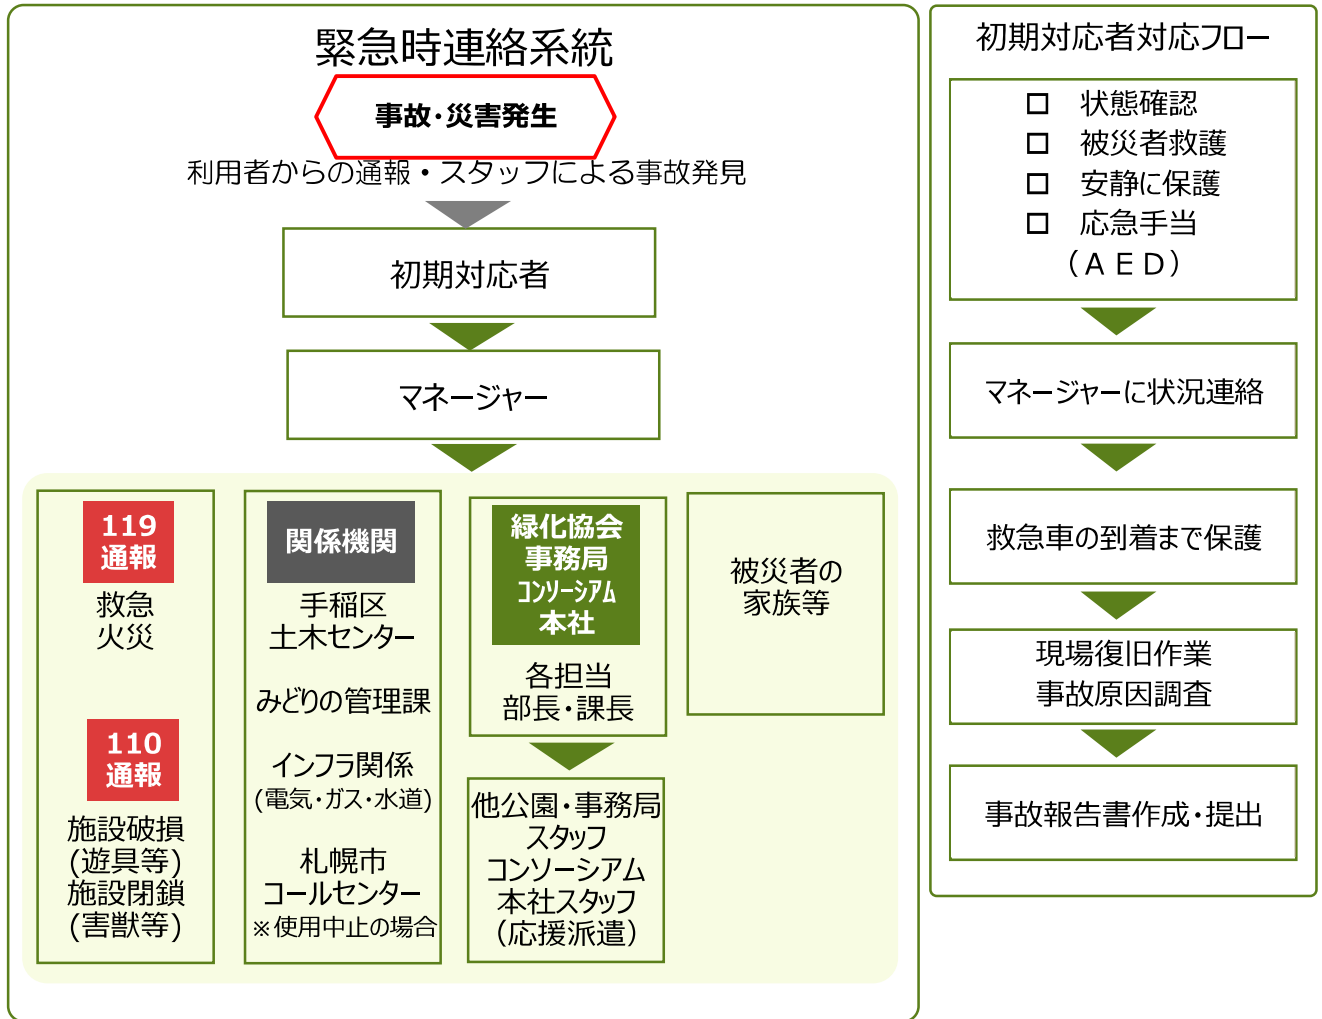 緊急時連絡系統
事故・災害発生
利用者からの通報・スタッフによる事故発見
初期対応者
マネージャー
119
通報
救急
火災
110
通報
施設破損
(遊具等)
施設閉鎖
(害獣等)
関係機関
手稲区
土木センター
みどりの管理課
インフラ関係
(電気・ガス・水道)
札幌市
コールセンター
※使用中止の場合
緑化協会
事務局
コンソーシアム
本社
各担当
部長・課長
他公園・事務局
スタッフ
コンソーシアム
本社スタッフ
（応援派遣）
被災者の
家族等
初期対応者対応フロー
□ 状態確認
□ 被災者救護
□ 安静に保護
□ 応急手当
（ＡＥＤ）
マネージャーに状況連絡
救急車の到着まで保護
現場復旧作業
事故原因調査
事故報告書作成・提出